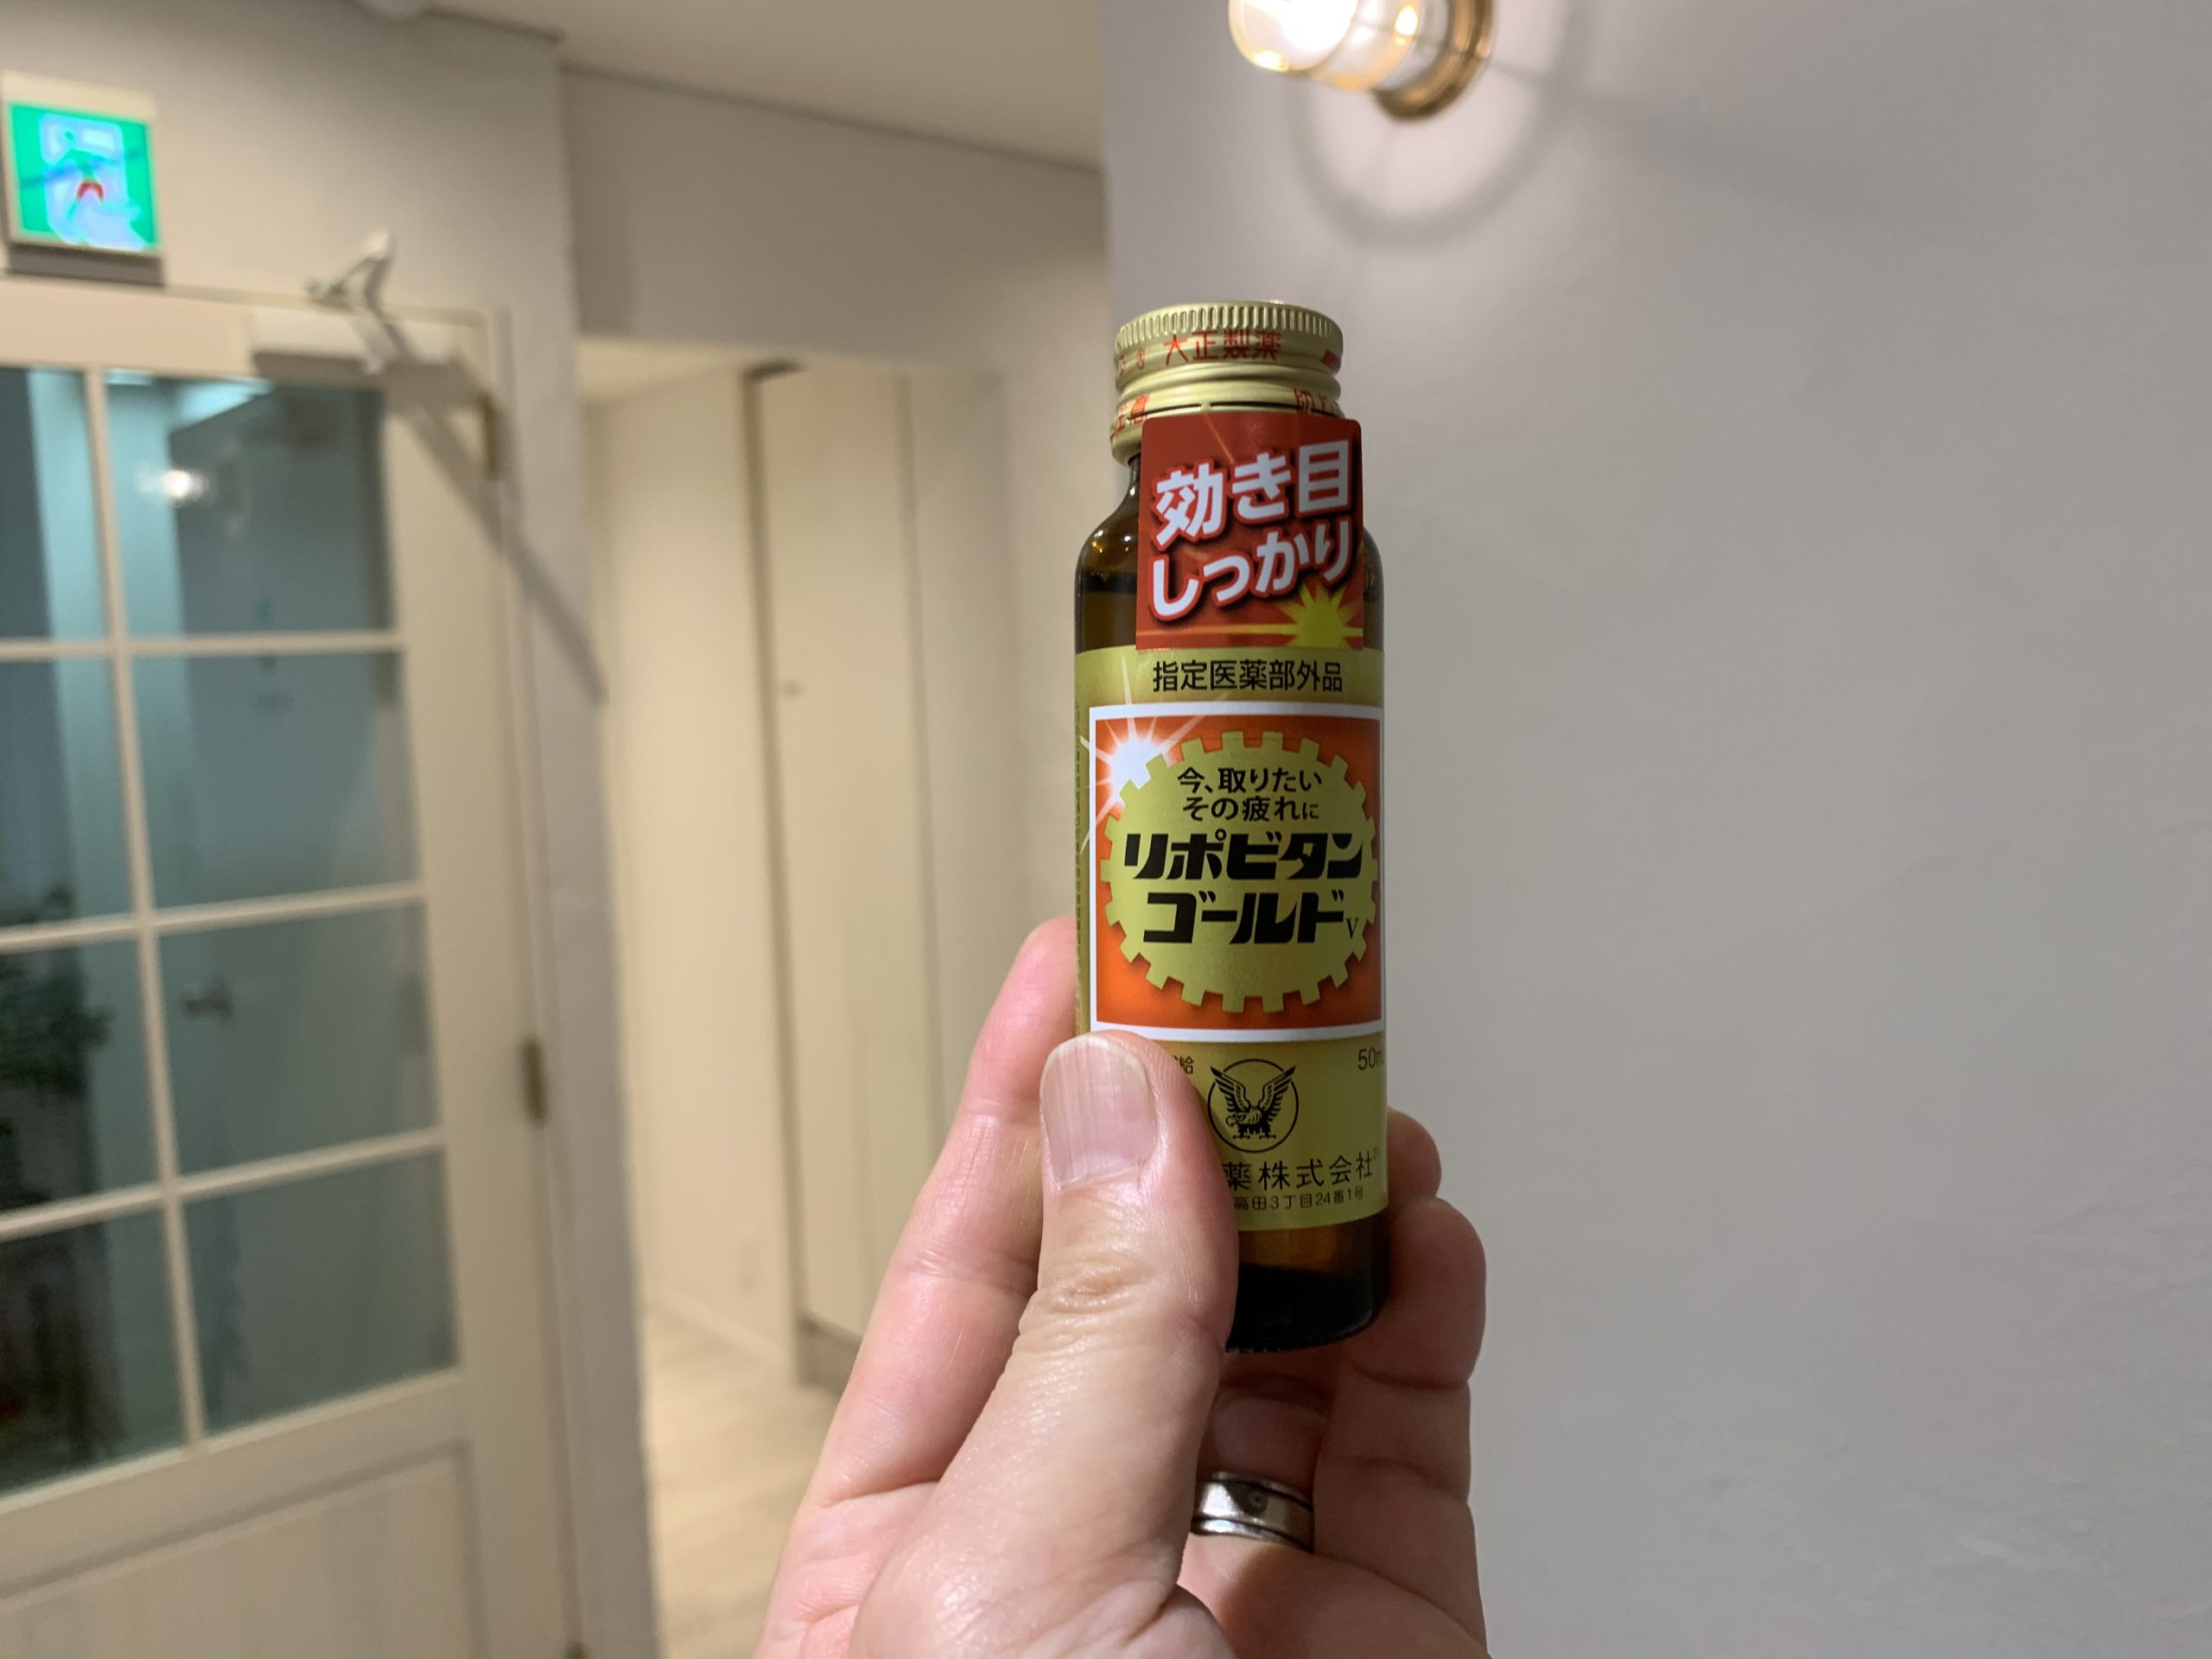 大正製薬
効き目
しっかり
指定医薬部外品
今、取りたい
その疲れに
リポビタン
ゴールドV
給
50m
薬株式会社
高田3丁目24番1号